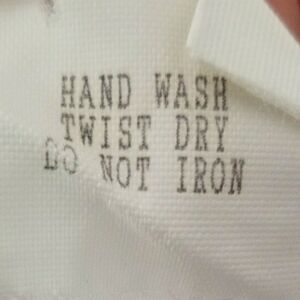 HAND WASH
TWIST DRY
DO NOT IRON